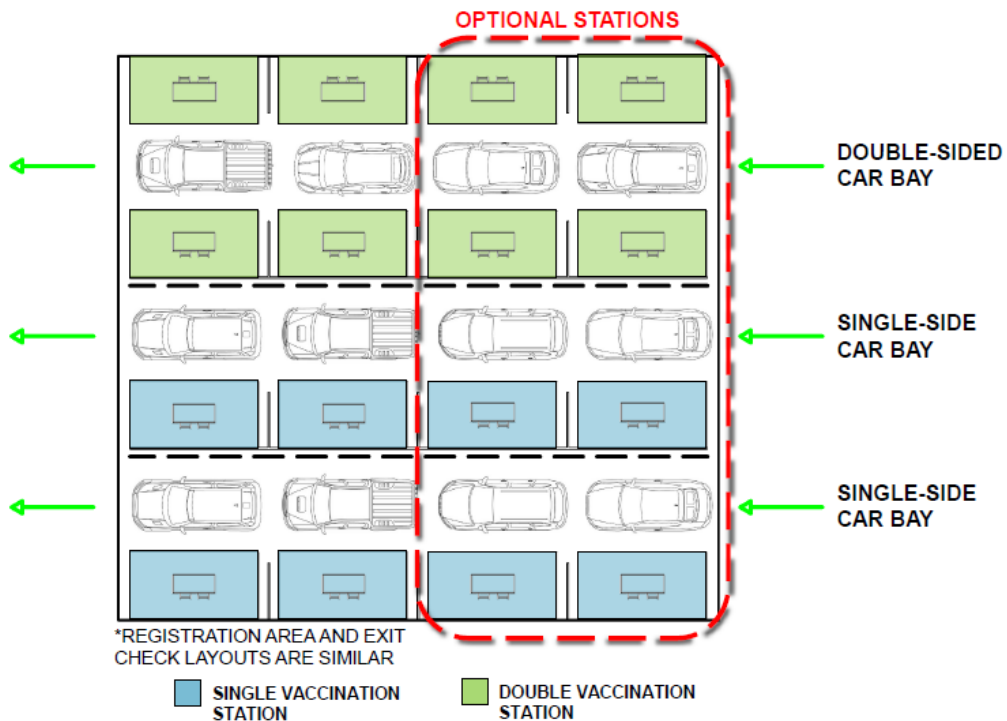 OPTIONAL STATIONS
DOUBLE-SIDED
CAR BAY
SINGLE-SIDE
CAR BAY
SINGLE-SIDE
CAR BAY
*REGISTRATION AREA AND EXIT
CHECK LAYOUTS ARE SIMILAR
SINGLE VACCINATION
STATION
DOUBLE VACCINATION
STATION